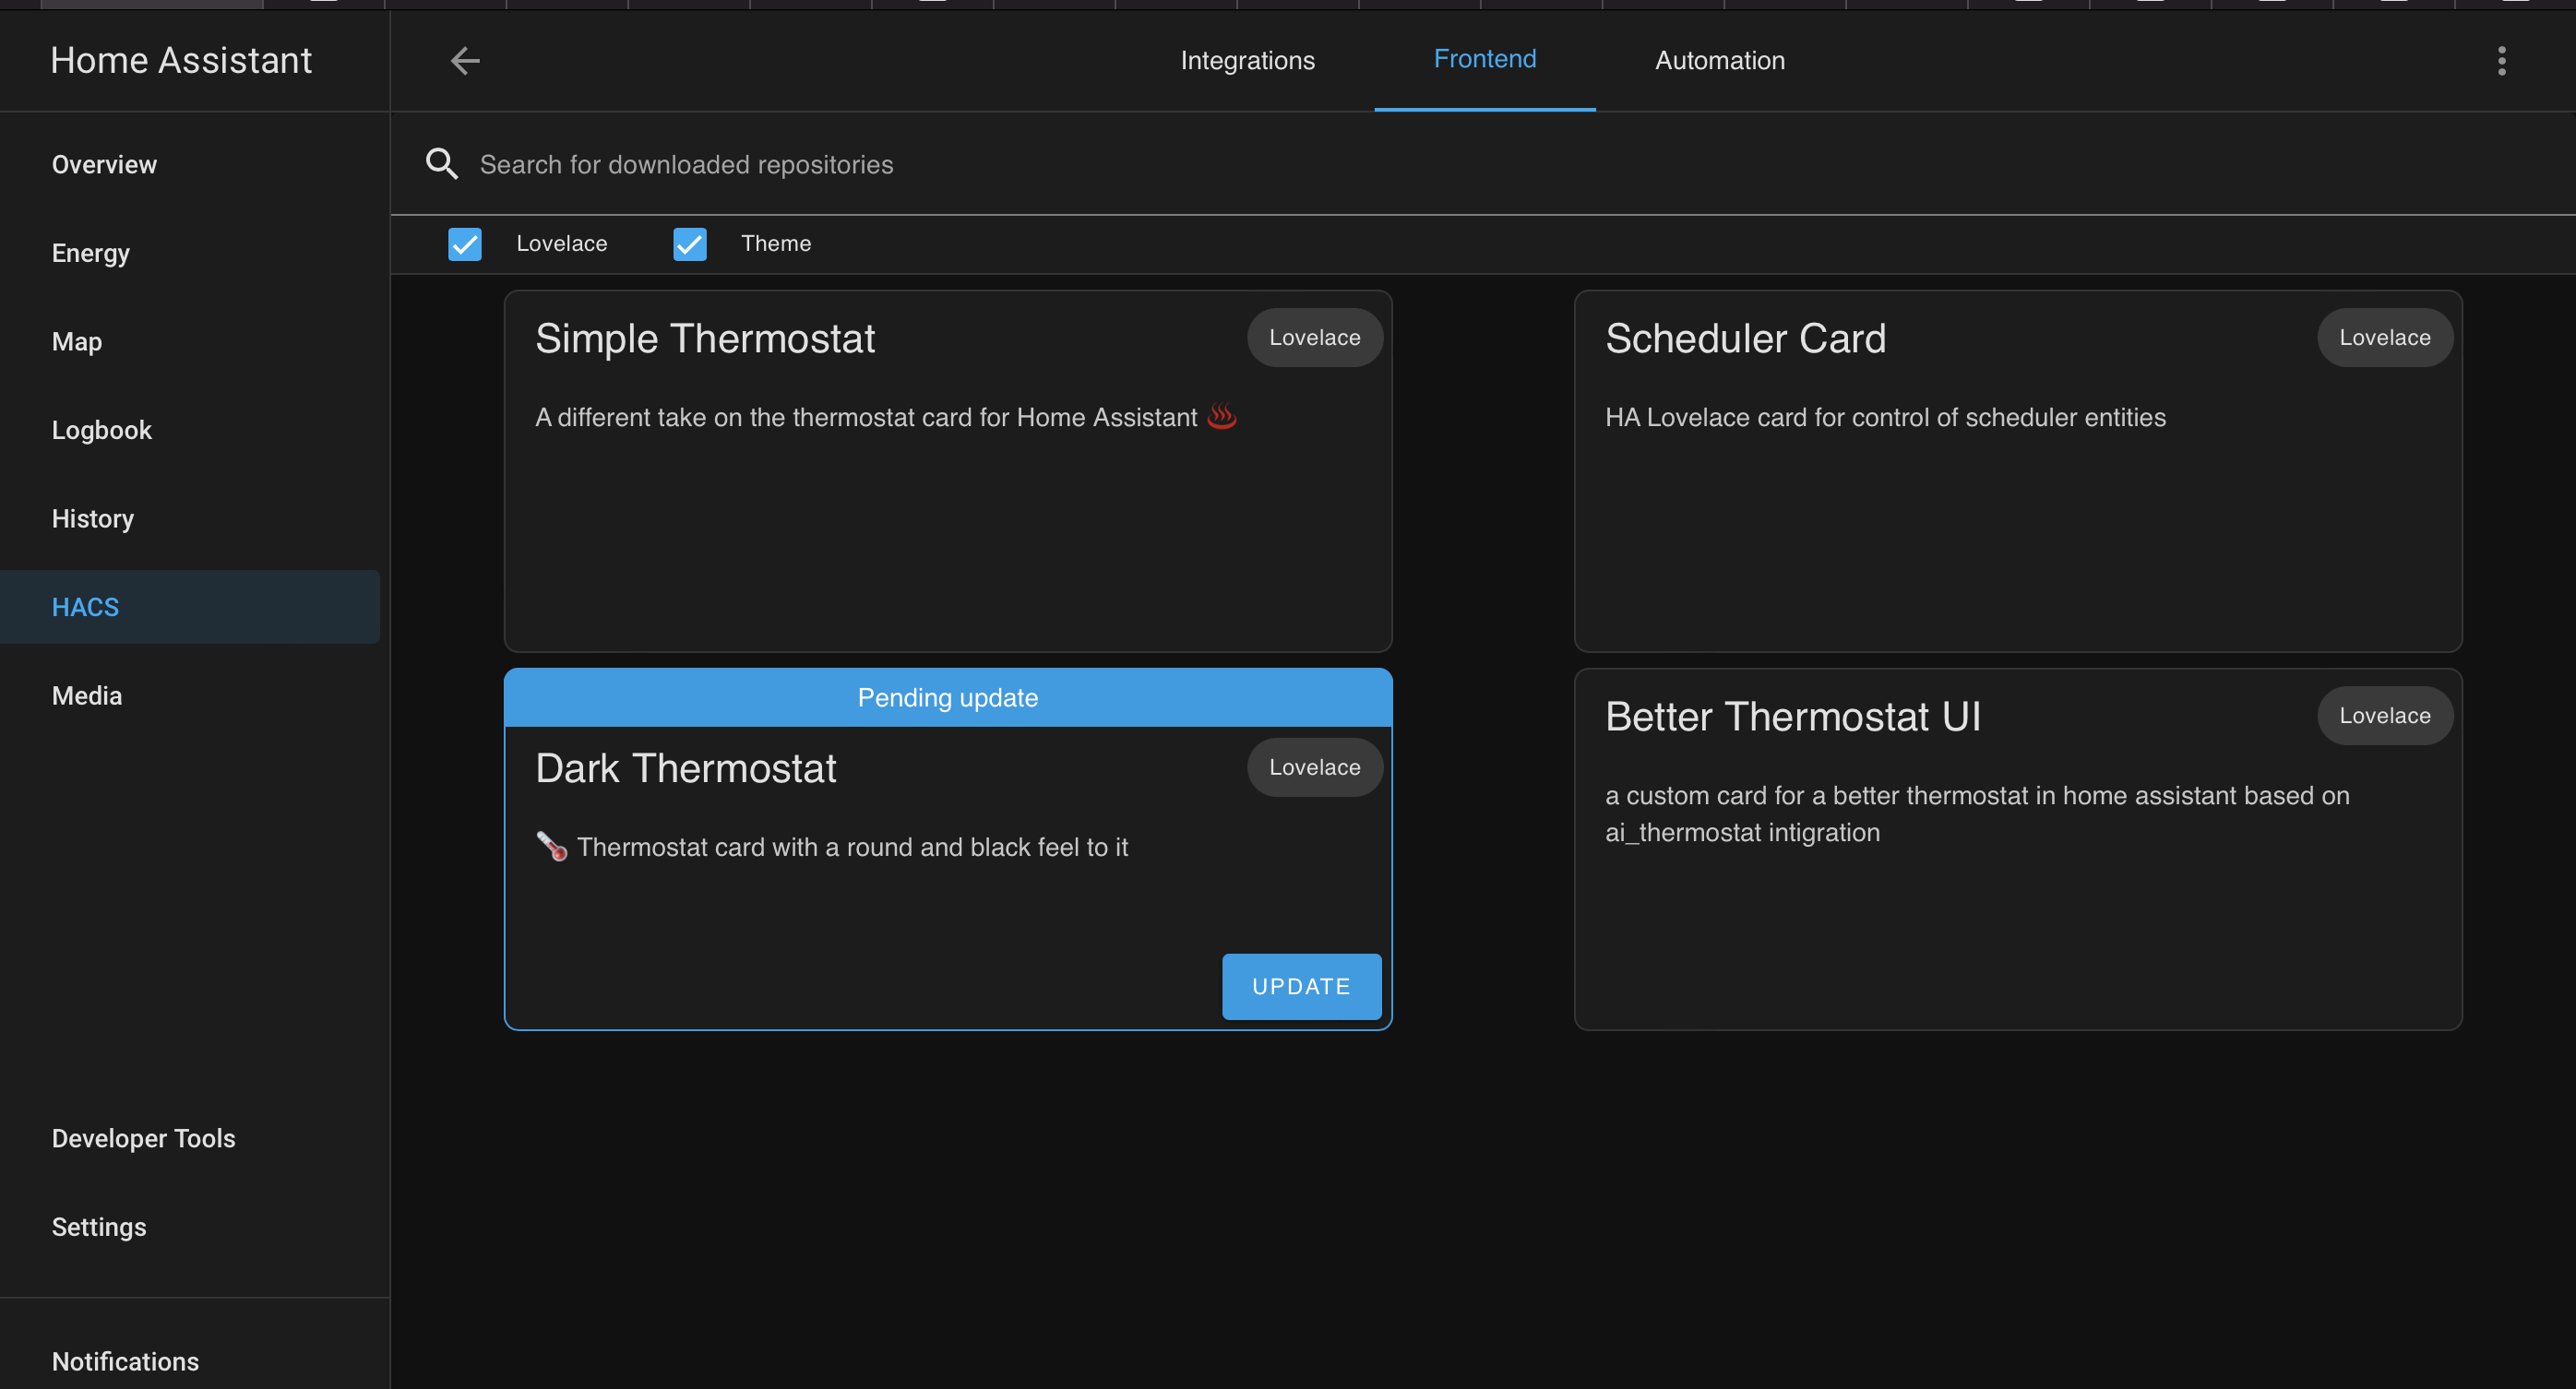 Home Assistant
Integrations
Frontend
Automation
Overview
Energy
Map
Logbook
History
HACS
Media
Developer Tools
Settings
Notifications
Search for downloaded repositories
Lovelace
Theme
Simple Thermostat
Lovelace
A different take on the thermostat card for Home Assistant ♨️
Scheduler Card
Lovelace
HA Lovelace card for control of scheduler entities
Pending update
Dark Thermostat
Lovelace
🌡️ Thermostat card with a round and black feel to it
UPDATE
Better Thermostat UI
Lovelace
a custom card for a better thermostat in home assistant based on
ai_thermostat intigration